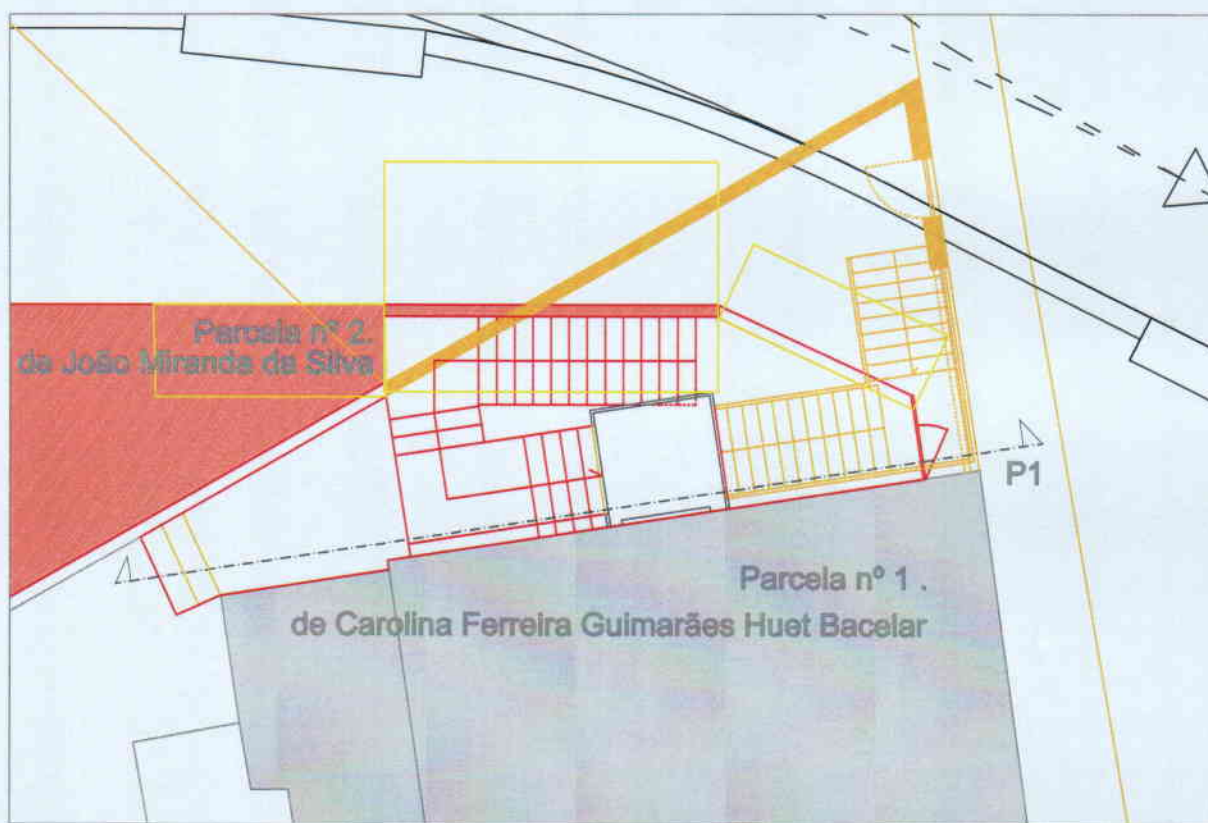 Parcela nº 2.
da João Miranda da Silva
P1
Parcela nº 1 .
de Carolina Ferreira Guimarães Huet Bacelar